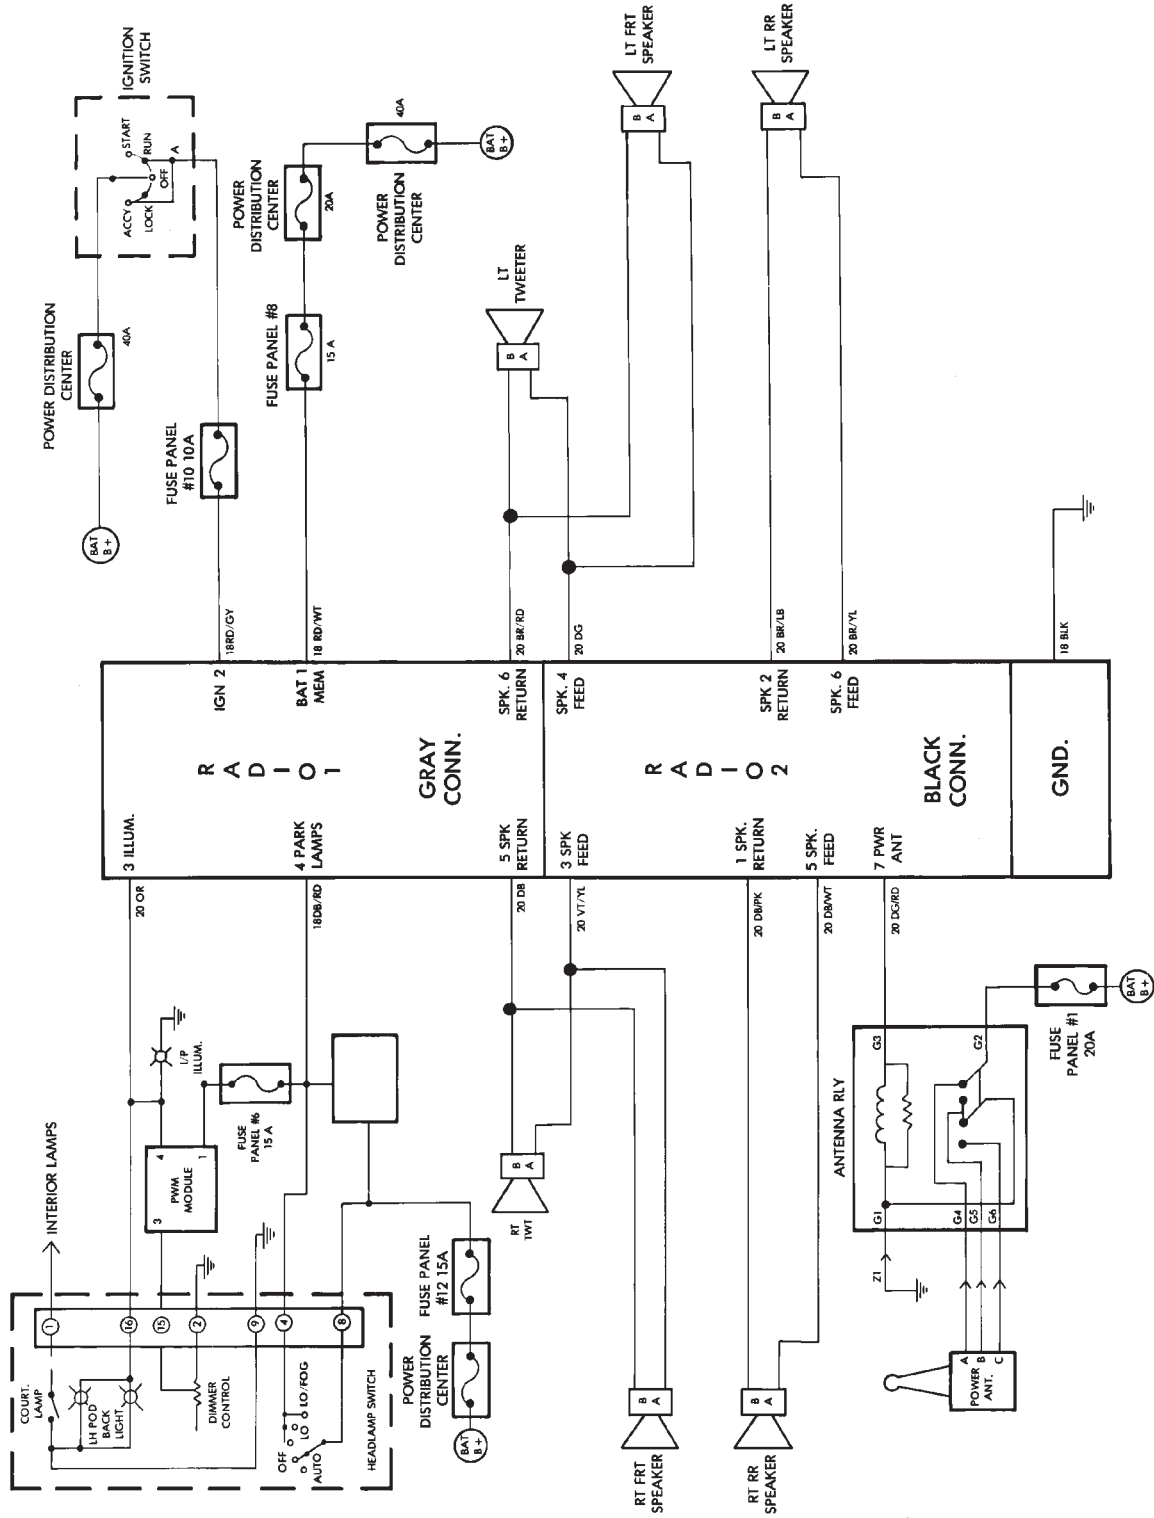 COURT.
LAMP
LH POD
BACK
LIGHT
DIMMER
CONTROL
OFF
LO
LO/FOG
AUTO
HEADLAMP SWITCH
1
16
15
2
9
4
8
INTERIOR LAMPS
3
4
1
PWM
MODULE
I/P
ILLUM.
FUSE
PANEL #6
15 A
FUSE PANEL
#12 15A
POWER
DISTRIBUTION
CENTER
BAT
B+
RT
TWT
B
A
RT FRT
SPEAKER
B
A
RT RR
SPEAKER
B
A
POWER
ANT.
A
B
C
Z1
ANTENNA RLY
G1
G4
G5
G6
G3
G2
FUSE
PANEL #1
20A
BAT
B+
20 OR
18DB/RD
20 DB
20 VT/YL
20 DB/PK
20 DB/WT
20 DG/RD
3 ILLUM.
4 PARK
LAMPS
5 SPK
RETURN
3 SPK
FEED
1 SPK.
RETURN
5 SPK.
FEED
7 PWR
ANT
RADIO1
GRAY
CONN.
RADIO2
BLACK
CONN.
GND.
IGN 2
BAT 1
MEM
SPK. 6
RETURN
SPK. 4
FEED
SPK 2
RETURN
SPK. 6
FEED
18RD/GY
18 RD/WT
20 BR/RD
20 DG
20 BR/LB
20 BR/YL
18 BLK
BAT
B+
POWER DISTRIBUTION
CENTER
40A
FUSE PANEL
#10 10A
IGNITION
SWITCH
ACCY
LOCK
OFF
RUN
START
A
FUSE PANEL #8
15 A
POWER
DISTRIBUTION
CENTER
20A
POWER
DISTRIBUTION
CENTER
40A
BAT
B+
LT
TWEETER
B
A
LT FRT
SPEAKER
B
A
LT RR
SPEAKER
B
A